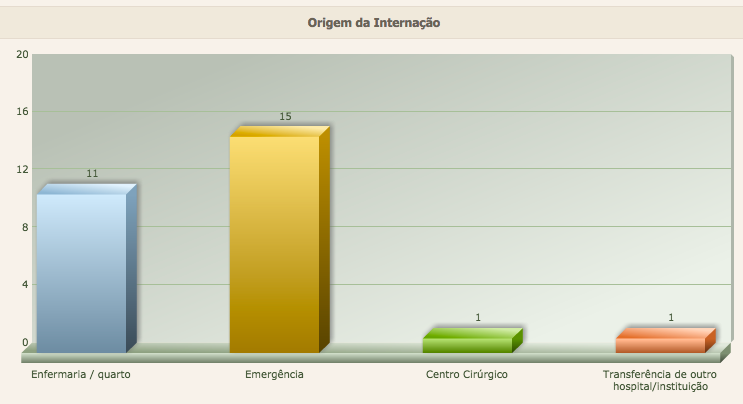 Origem da Internação
20
16
12
8
4
0
11
15
1
1
Enfermaria / quarto
Emergência
Centro Cirúrgico
Transferência de outro
hospital/instituição